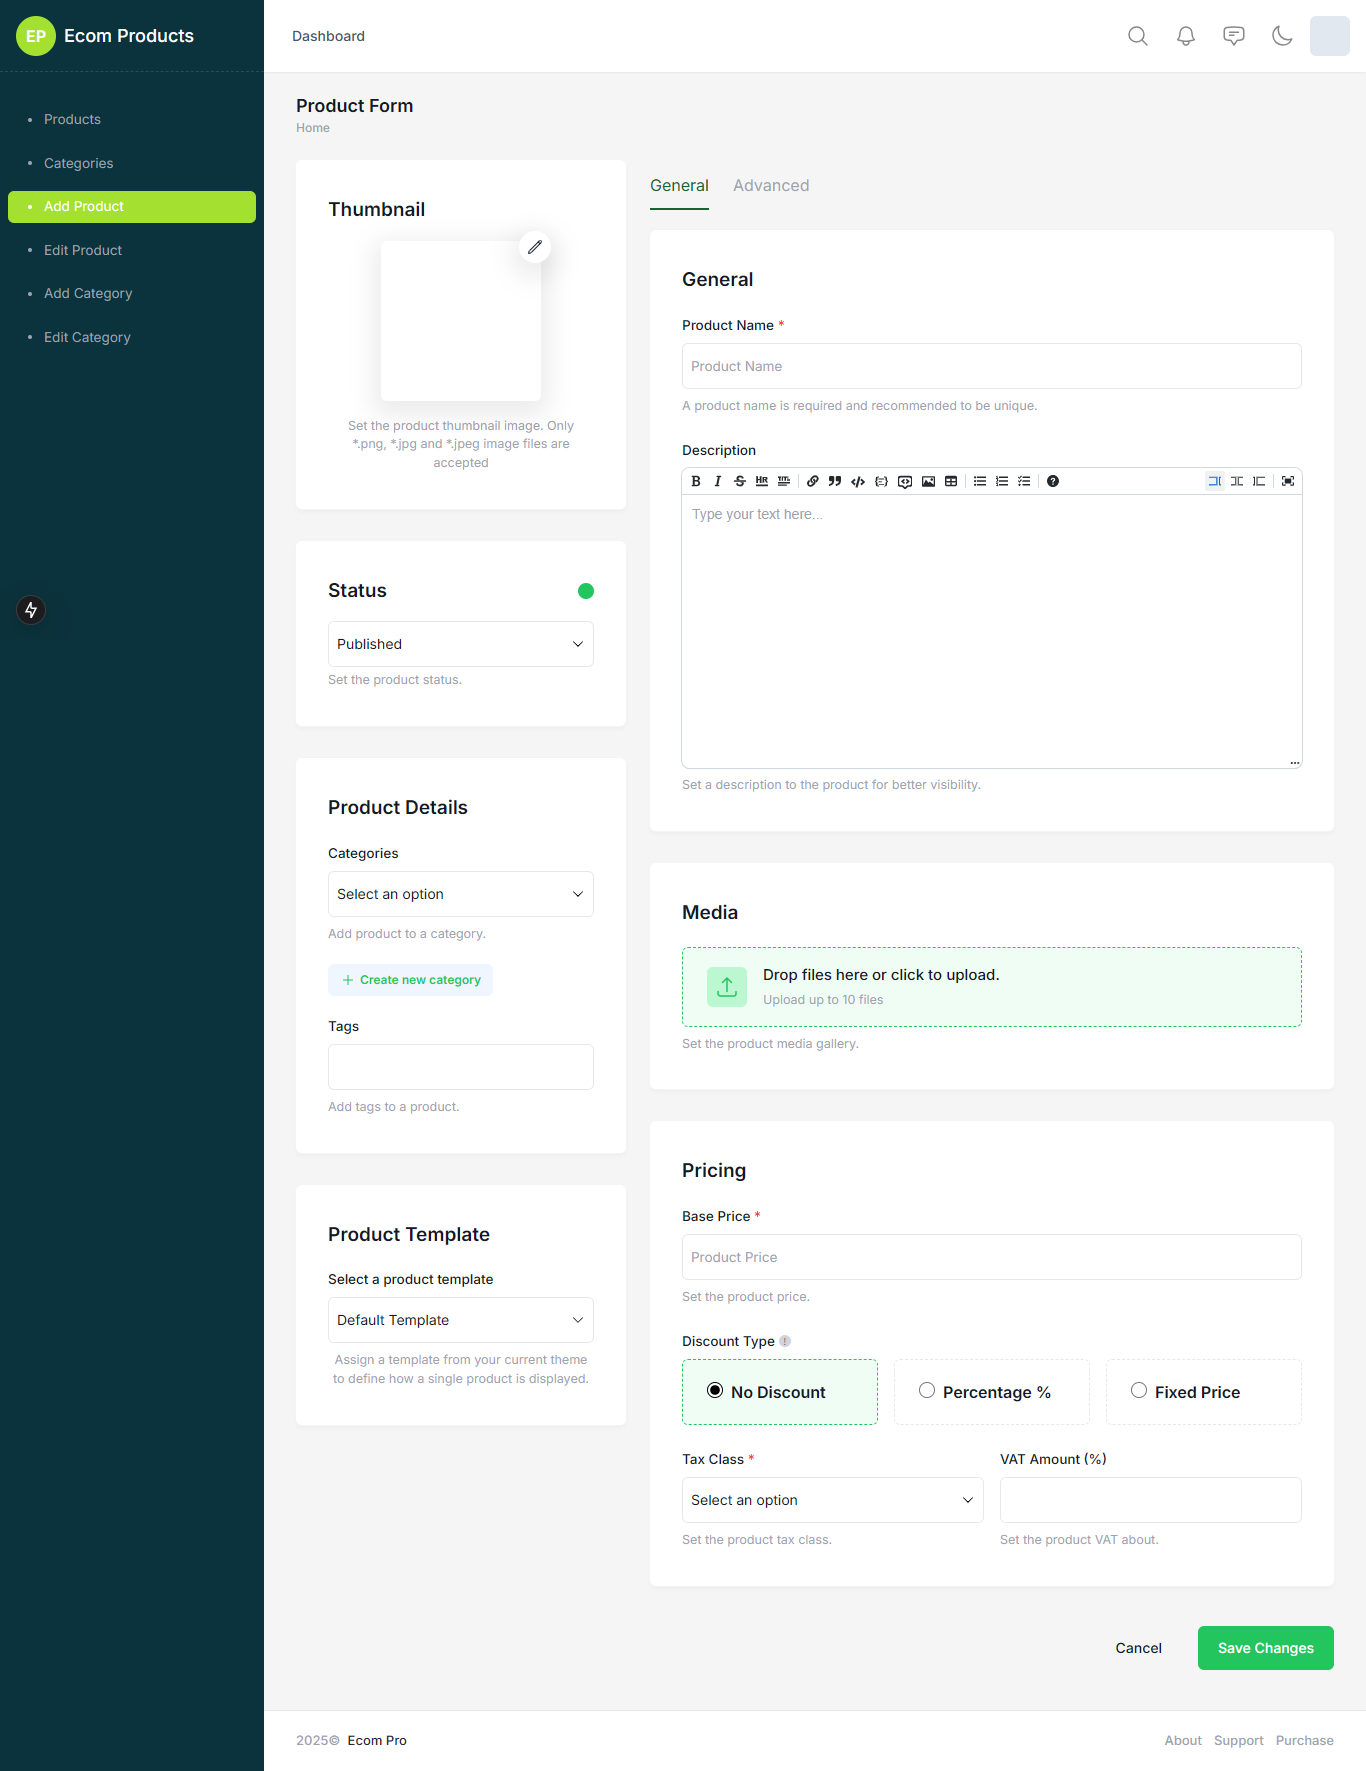 EP Ecom Products
Dashboard
Products
Categories
Add Product
Edit Product
Add Category
Edit Category
Product Form
Home
Thumbnail
Set the product thumbnail image. Only
*.png, *.jpg and *.jpeg image files are
accepted
Status
Published
Set the product status.
Product Details
Categories
Select an option
Add product to a category.
+ Create new category
Tags
Add tags to a product.
Product Template
Select a product template
Default Template
Assign a template from your current theme
to define how a single product is displayed.
General Advanced
General
Product Name *
Product Name
A product name is required and recommended to be unique.
Description
B I S HR TITL
Type your text here...
Set a description to the product for better visibility.
Media
Drop files here or click to upload.
Upload up to 10 files
Set the product media gallery.
Pricing
Base Price *
Product Price
Set the product price.
Discount Type
No Discount Percentage % Fixed Price
Tax Class * VAT Amount (%)
Select an option
Set the product tax class. Set the product VAT about.
Cancel Save Changes
2025© Ecom Pro About Support Purchase